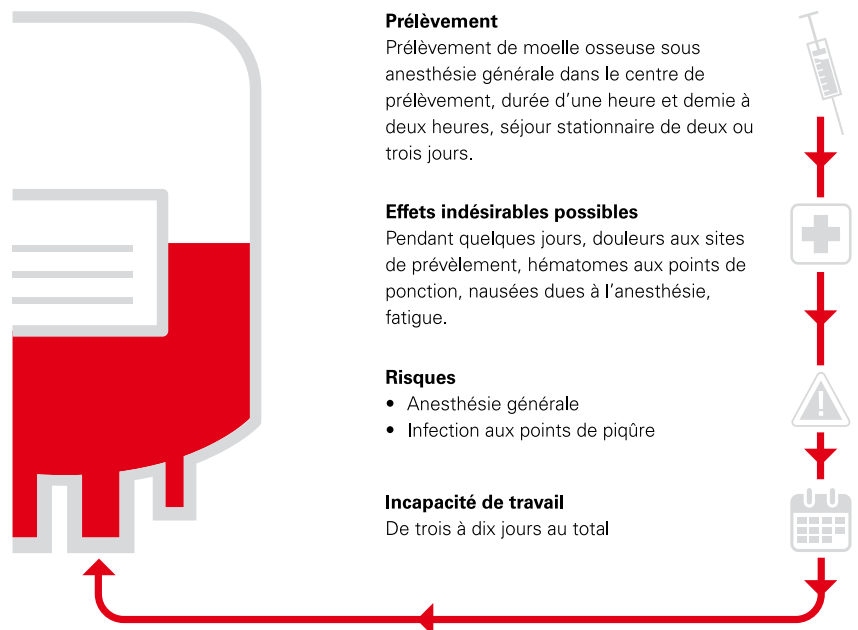 Prélèvement
Prélèvement de moelle osseuse sous
anesthésie générale dans le centre de
prélèvement, durée d’une heure et demie à
deux heures, séjour stationnaire de deux ou
trois jours.
Effets indésirables possibles
Pendant quelques jours, douleurs aux sites
de prévèlement, hématomes aux points de
ponction, nausées dues à l’anesthésie,
fatigue.
Risques
• Anesthésie générale
• Infection aux points de piqûre
Incapacité de travail
De trois à dix jours au total